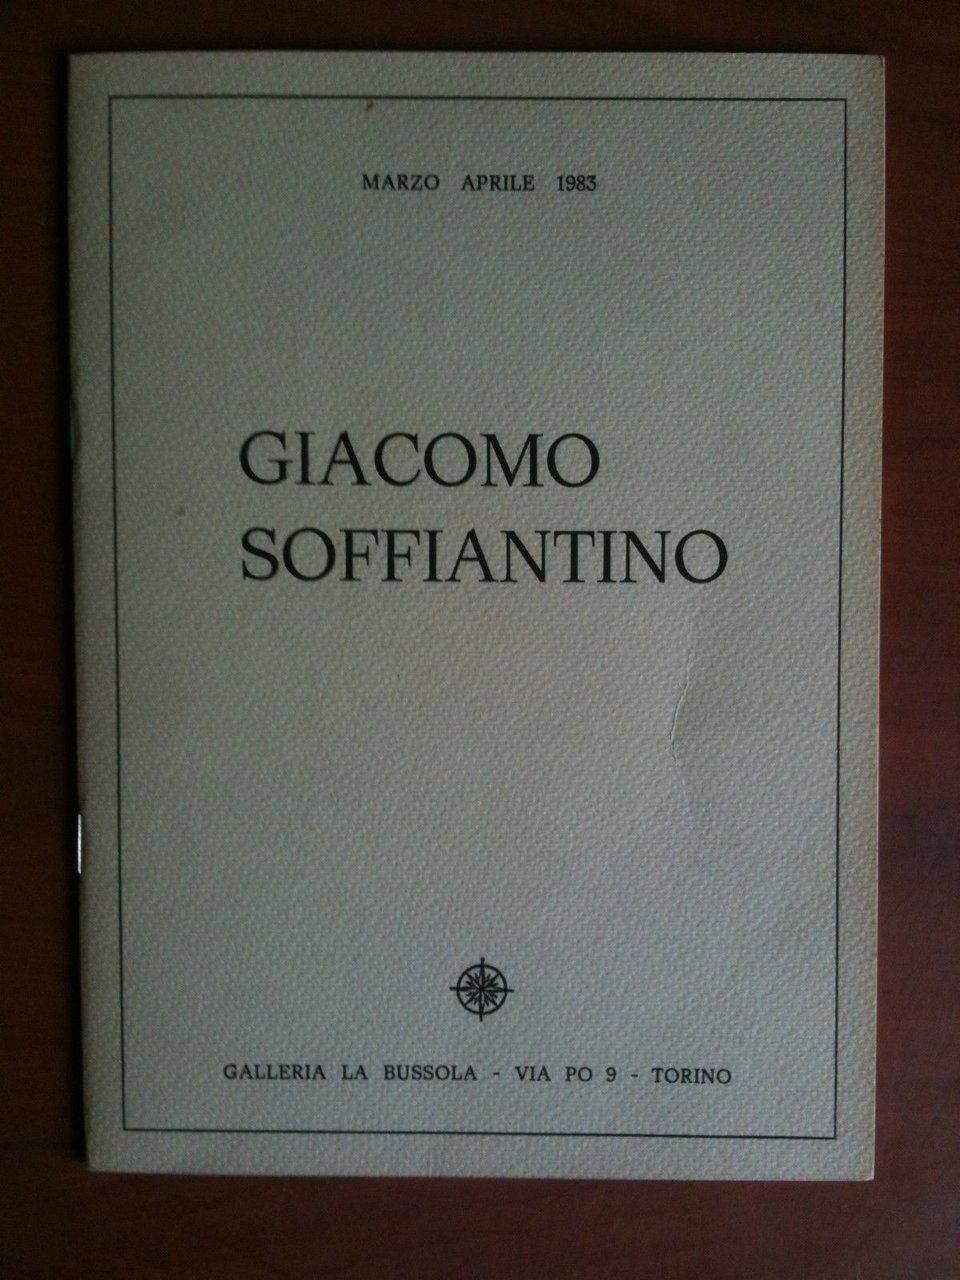 MARZO APRILE 1983
GIACOMO
SOFFIANTINO
GALLERIA LA BUSSOLA - VIA PO 9 - TORINO